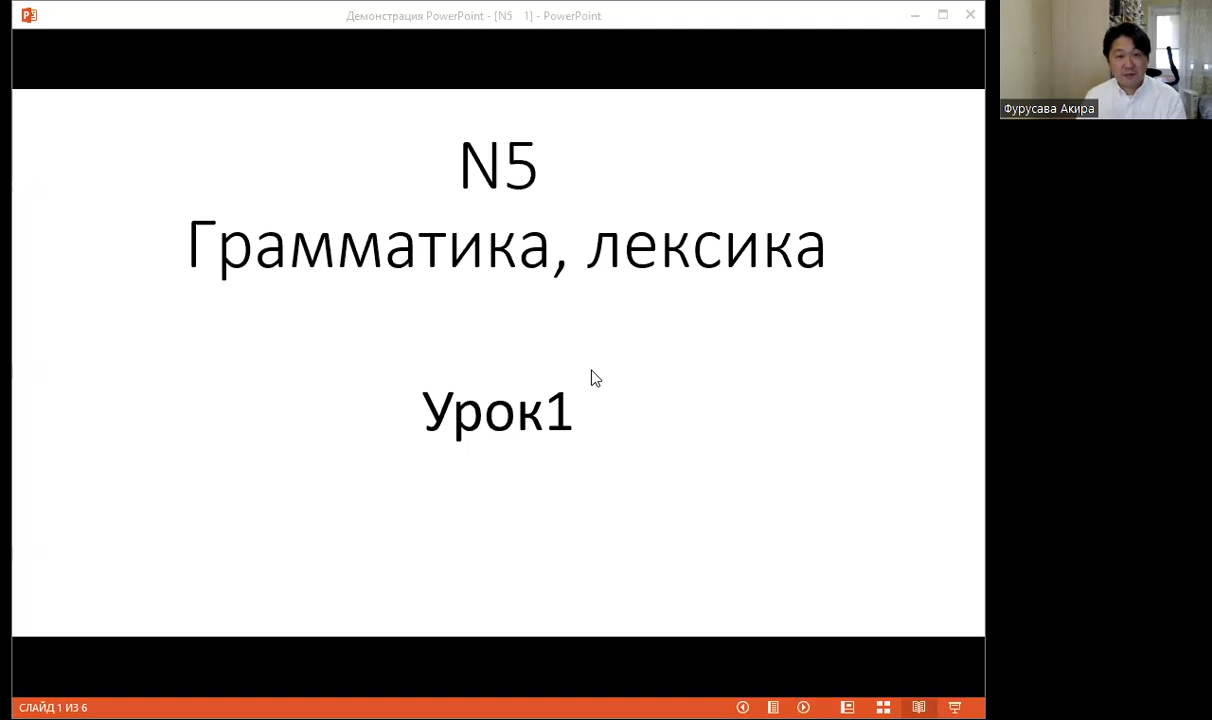 Демонстрация PowerPoint - [N5 1] - PowerPoint
N5
Грамматика, лексика
Урок1
СЛАЙД 1 ИЗ 6
Фурусава Акира